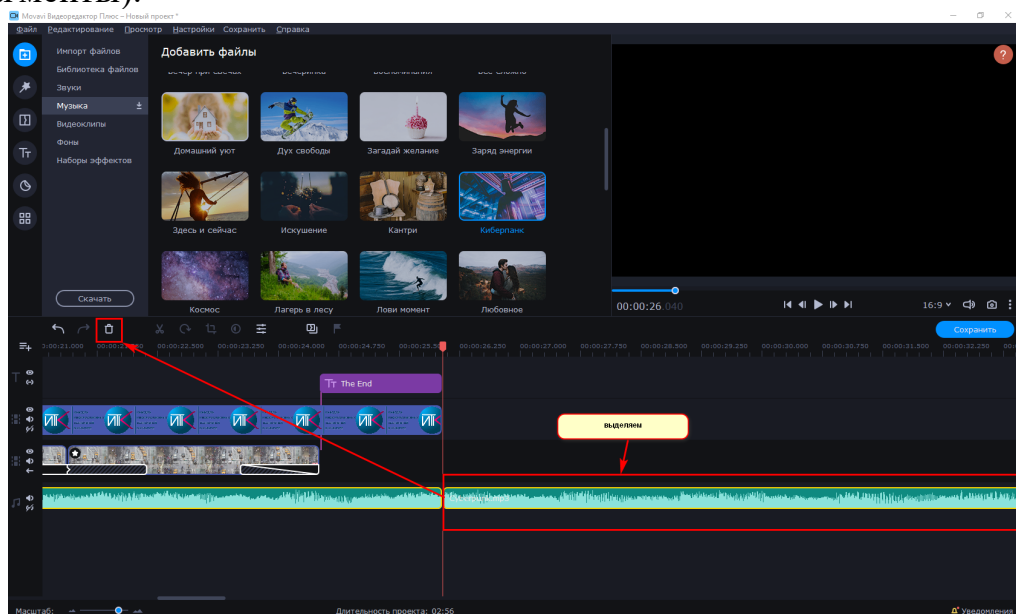 Movavi Видеоредактор Плюс – Новый проект *
Файл Редактирование Просмотр Настройки Сохранить Справка
Импорт файлов
Библиотека файлов
Звуки
Музыка
Видеоклипы
Фоны
Наборы эффектов
Скачать
Добавить файлы
Домашний уют Дух свободы Загадай желание Заряд энергии
Здесь и сейчас Искушение Кантри Киберпанк
Космос Лагерь в лесу Лови момент Любовное
?
00:00:26.040
16:9
Сохранить
00:00:22.500 00:00:23.250 00:00:24.000 00:00:24.750 00:00:26.250 00:00:27.000 00:00:27.750 00:00:28.500 00:00:29.250 00:00:30.000 00:00:30.750 00:00:31.500 00:00:32.250
Tт The End
выделяем
Масштаб:
Длительность проекта: 02:56
Уведомления